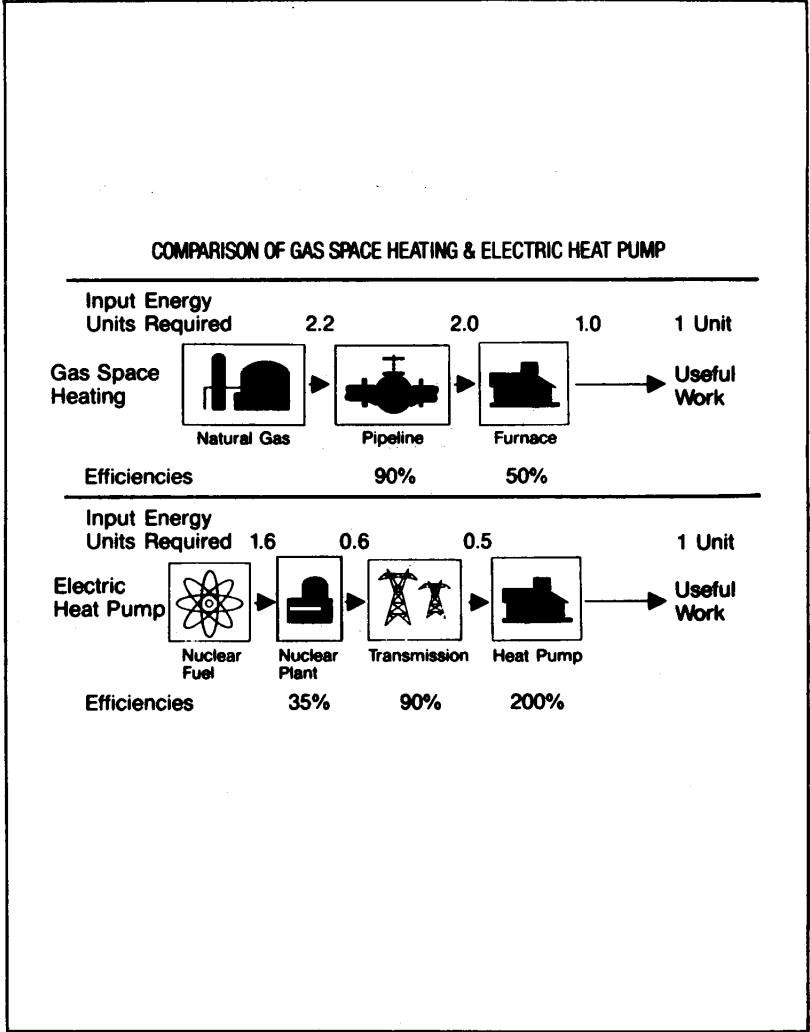 COMPARISON OF GAS SPACE HEATING & ELECTRIC HEAT PUMP
Input Energy
Units Required 2.2 2.0 1.0 1 Unit
Gas Space
Heating
Useful
Work
Natural Gas Pipeline Furnace
Efficiencies 90% 50%
Input Energy
Units Required 1.6 0.6 0.5 1 Unit
Electric
Heat Pump
Useful
Work
Nuclear
Fuel
Nuclear
Plant
Transmission
Heat Pump
Efficiencies 35% 90% 200%